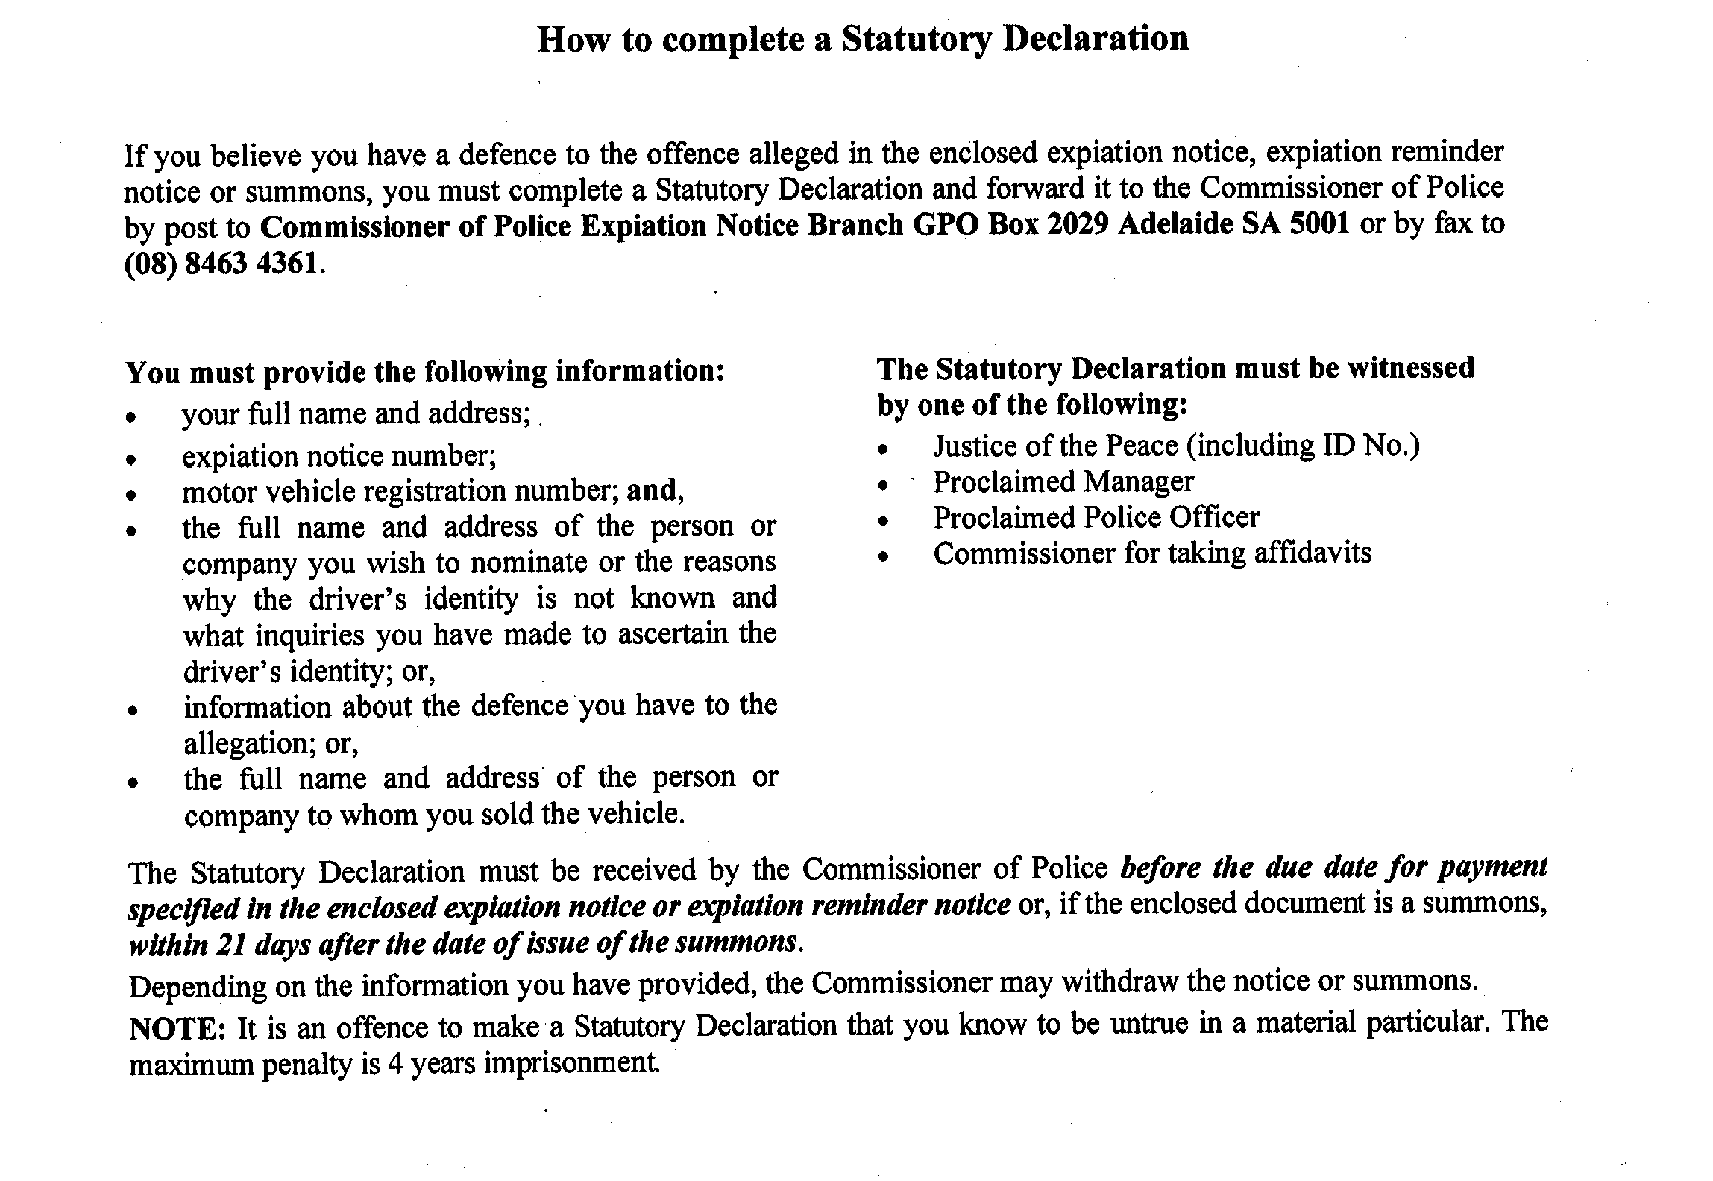 How to complete a Statutory Declaration
If you believe you have a defence to the offence alleged in the enclosed expiation notice, expiation reminder
notice or summons, you must complete a Statutory Declaration and forward it to the Commissioner of Police
by post to Commissioner of Police Expiation Notice Branch GPO Box 2029 Adelaide SA 5001 or by fax to
(08) 8463 4361.
You must provide the following information:
• your full name and address;
• expiation notice number;
• motor vehicle registration number; and,
• the full name and address of the person or
company you wish to nominate or the reasons
why the driver's identity is not known and
what inquiries you have made to ascertain the
driver's identity; or,
• information about the defence you have to the
allegation; or,
• the full name and address of the person or
company to whom you sold the vehicle.
The Statutory Declaration must be witnessed
by one of the following:
• Justice of the Peace (including ID No.)
• Proclaimed Manager
• Proclaimed Police Officer
• Commissioner for taking affidavits
The Statutory Declaration must be received by the Commissioner of Police before the due date for payment
specified in the enclosed expiation notice or expiation reminder notice or, if the enclosed document is a summons,
within 21 days after the date of issue of the summons.
Depending on the information you have provided, the Commissioner may withdraw the notice or summons.
NOTE: It is an offence to make a Statutory Declaration that you know to be untrue in a material particular. The
maximum penalty is 4 years imprisonment.